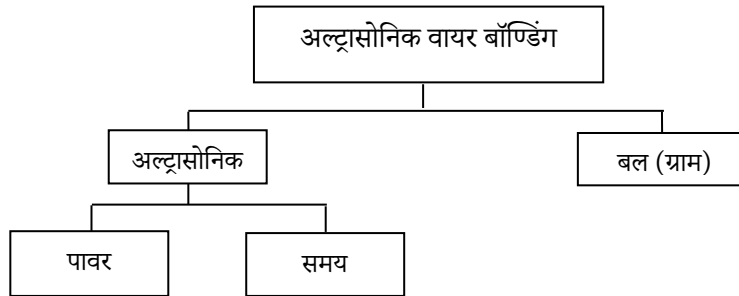 अल्ट्रासोनिक वायर बॉण्डिंग
अल्ट्रासोनिक
बल (ग्राम)
पावर
समय